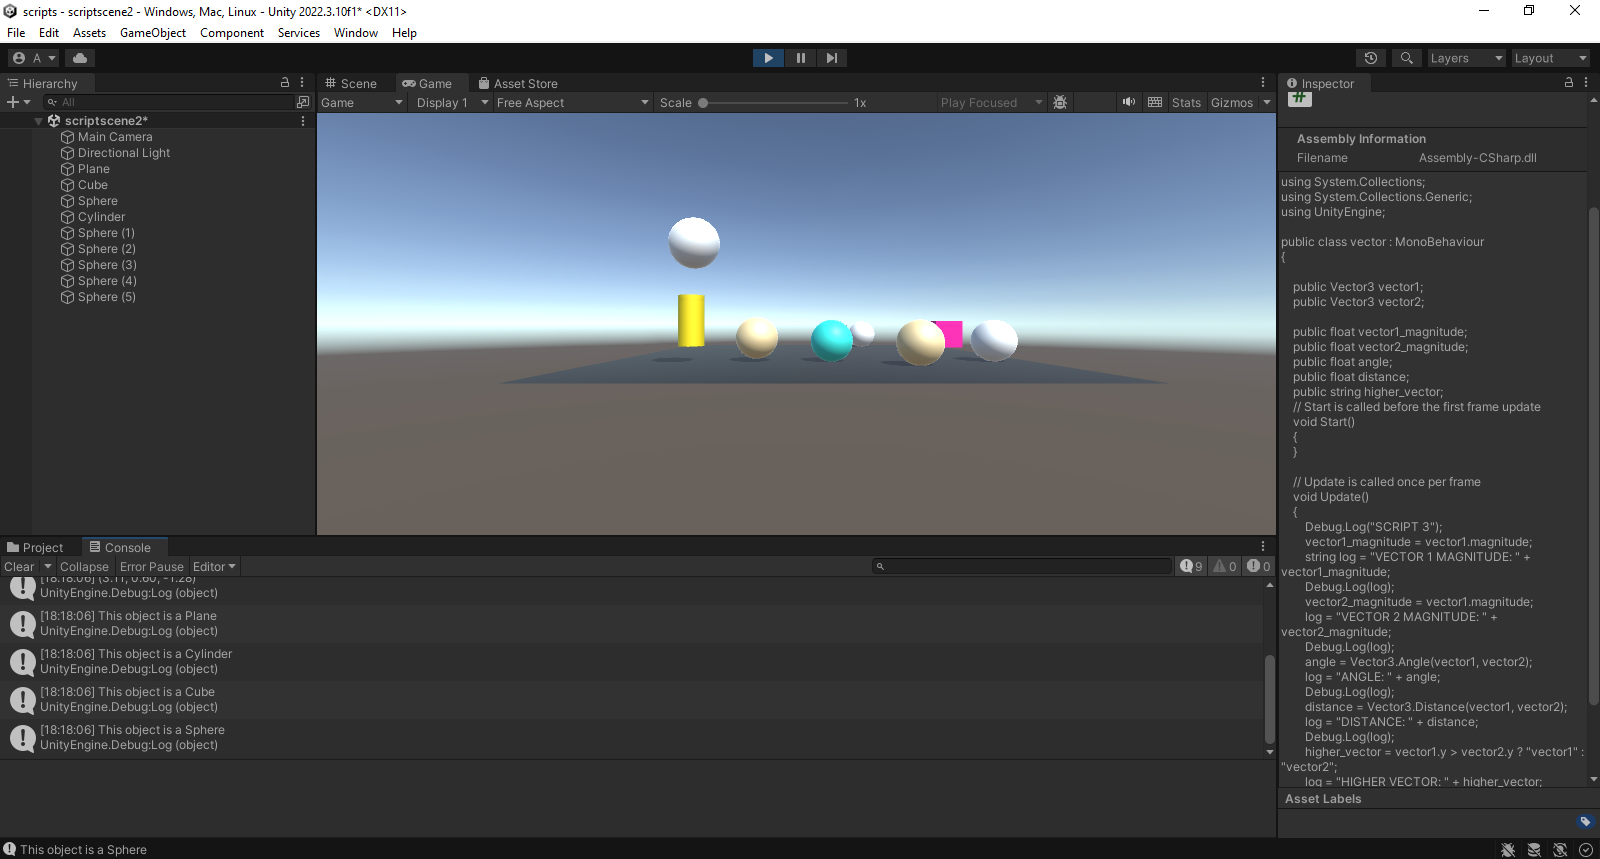 scripts - scriptscene2 - Windows, Mac, Linux - Unity 2022.3.10f1* <DX11>
File Edit Assets GameObject Component Services Window Help
A Layers Layout
Hierarchy
All
scriptscene2*
Main Camera
Directional Light
Plane
Cube
Sphere
Cylinder
Sphere (1)
Sphere (2)
Sphere (3)
Sphere (4)
Sphere (5)
Scene Game Asset Store
Game Display 1 Free Aspect Scale 1x Play Focused Stats Gizmos
Inspector
#
Assembly Information
Filename Assembly-CSharp.dll
using System.Collections;
using System.Collections.Generic;
using UnityEngine;
public class vector : MonoBehaviour
{
public Vector3 vector1;
public Vector3 vector2;
public float vector1_magnitude;
public float vector2_magnitude;
public float angle;
public float distance;
public string higher_vector;
// Start is called before the first frame update
void Start()
{
}
// Update is called once per frame
void Update()
{
Debug.Log("SCRIPT 3");
vector1_magnitude = vector1.magnitude;
string log = "VECTOR 1 MAGNITUDE: " +
vector1_magnitude;
Debug.Log(log);
vector2_magnitude = vector1.magnitude;
log = "VECTOR 2 MAGNITUDE: " +
vector2_magnitude;
Debug.Log(log);
angle = Vector3.Angle(vector1, vector2);
log = "ANGLE: " + angle;
Debug.Log(log);
distance = Vector3.Distance(vector1, vector2);
log = "DISTANCE: " + distance;
Debug.Log(log);
higher_vector = vector1.y > vector2.y ? "vector1" :
"vector2";
log = "HIGHER VECTOR: " + higher_vector;
Asset Labels
Project Console
Clear Collapse Error Pause Editor 9 0 0
[18:18:06] (3.11, 0.60, -1.28)
UnityEngine.Debug:Log (object)
[18:18:06] This object is a Plane
UnityEngine.Debug:Log (object)
[18:18:06] This object is a Cylinder
UnityEngine.Debug:Log (object)
[18:18:06] This object is a Cube
UnityEngine.Debug:Log (object)
[18:18:06] This object is a Sphere
UnityEngine.Debug:Log (object)
This object is a Sphere